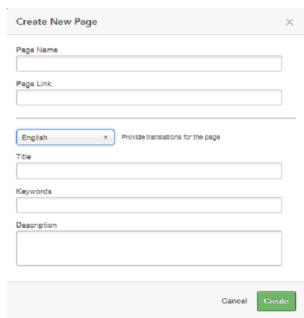 Create New Page
Page Name
Page Link
English Provide translations for the page
Title
Keywords
Description
Cancel Create